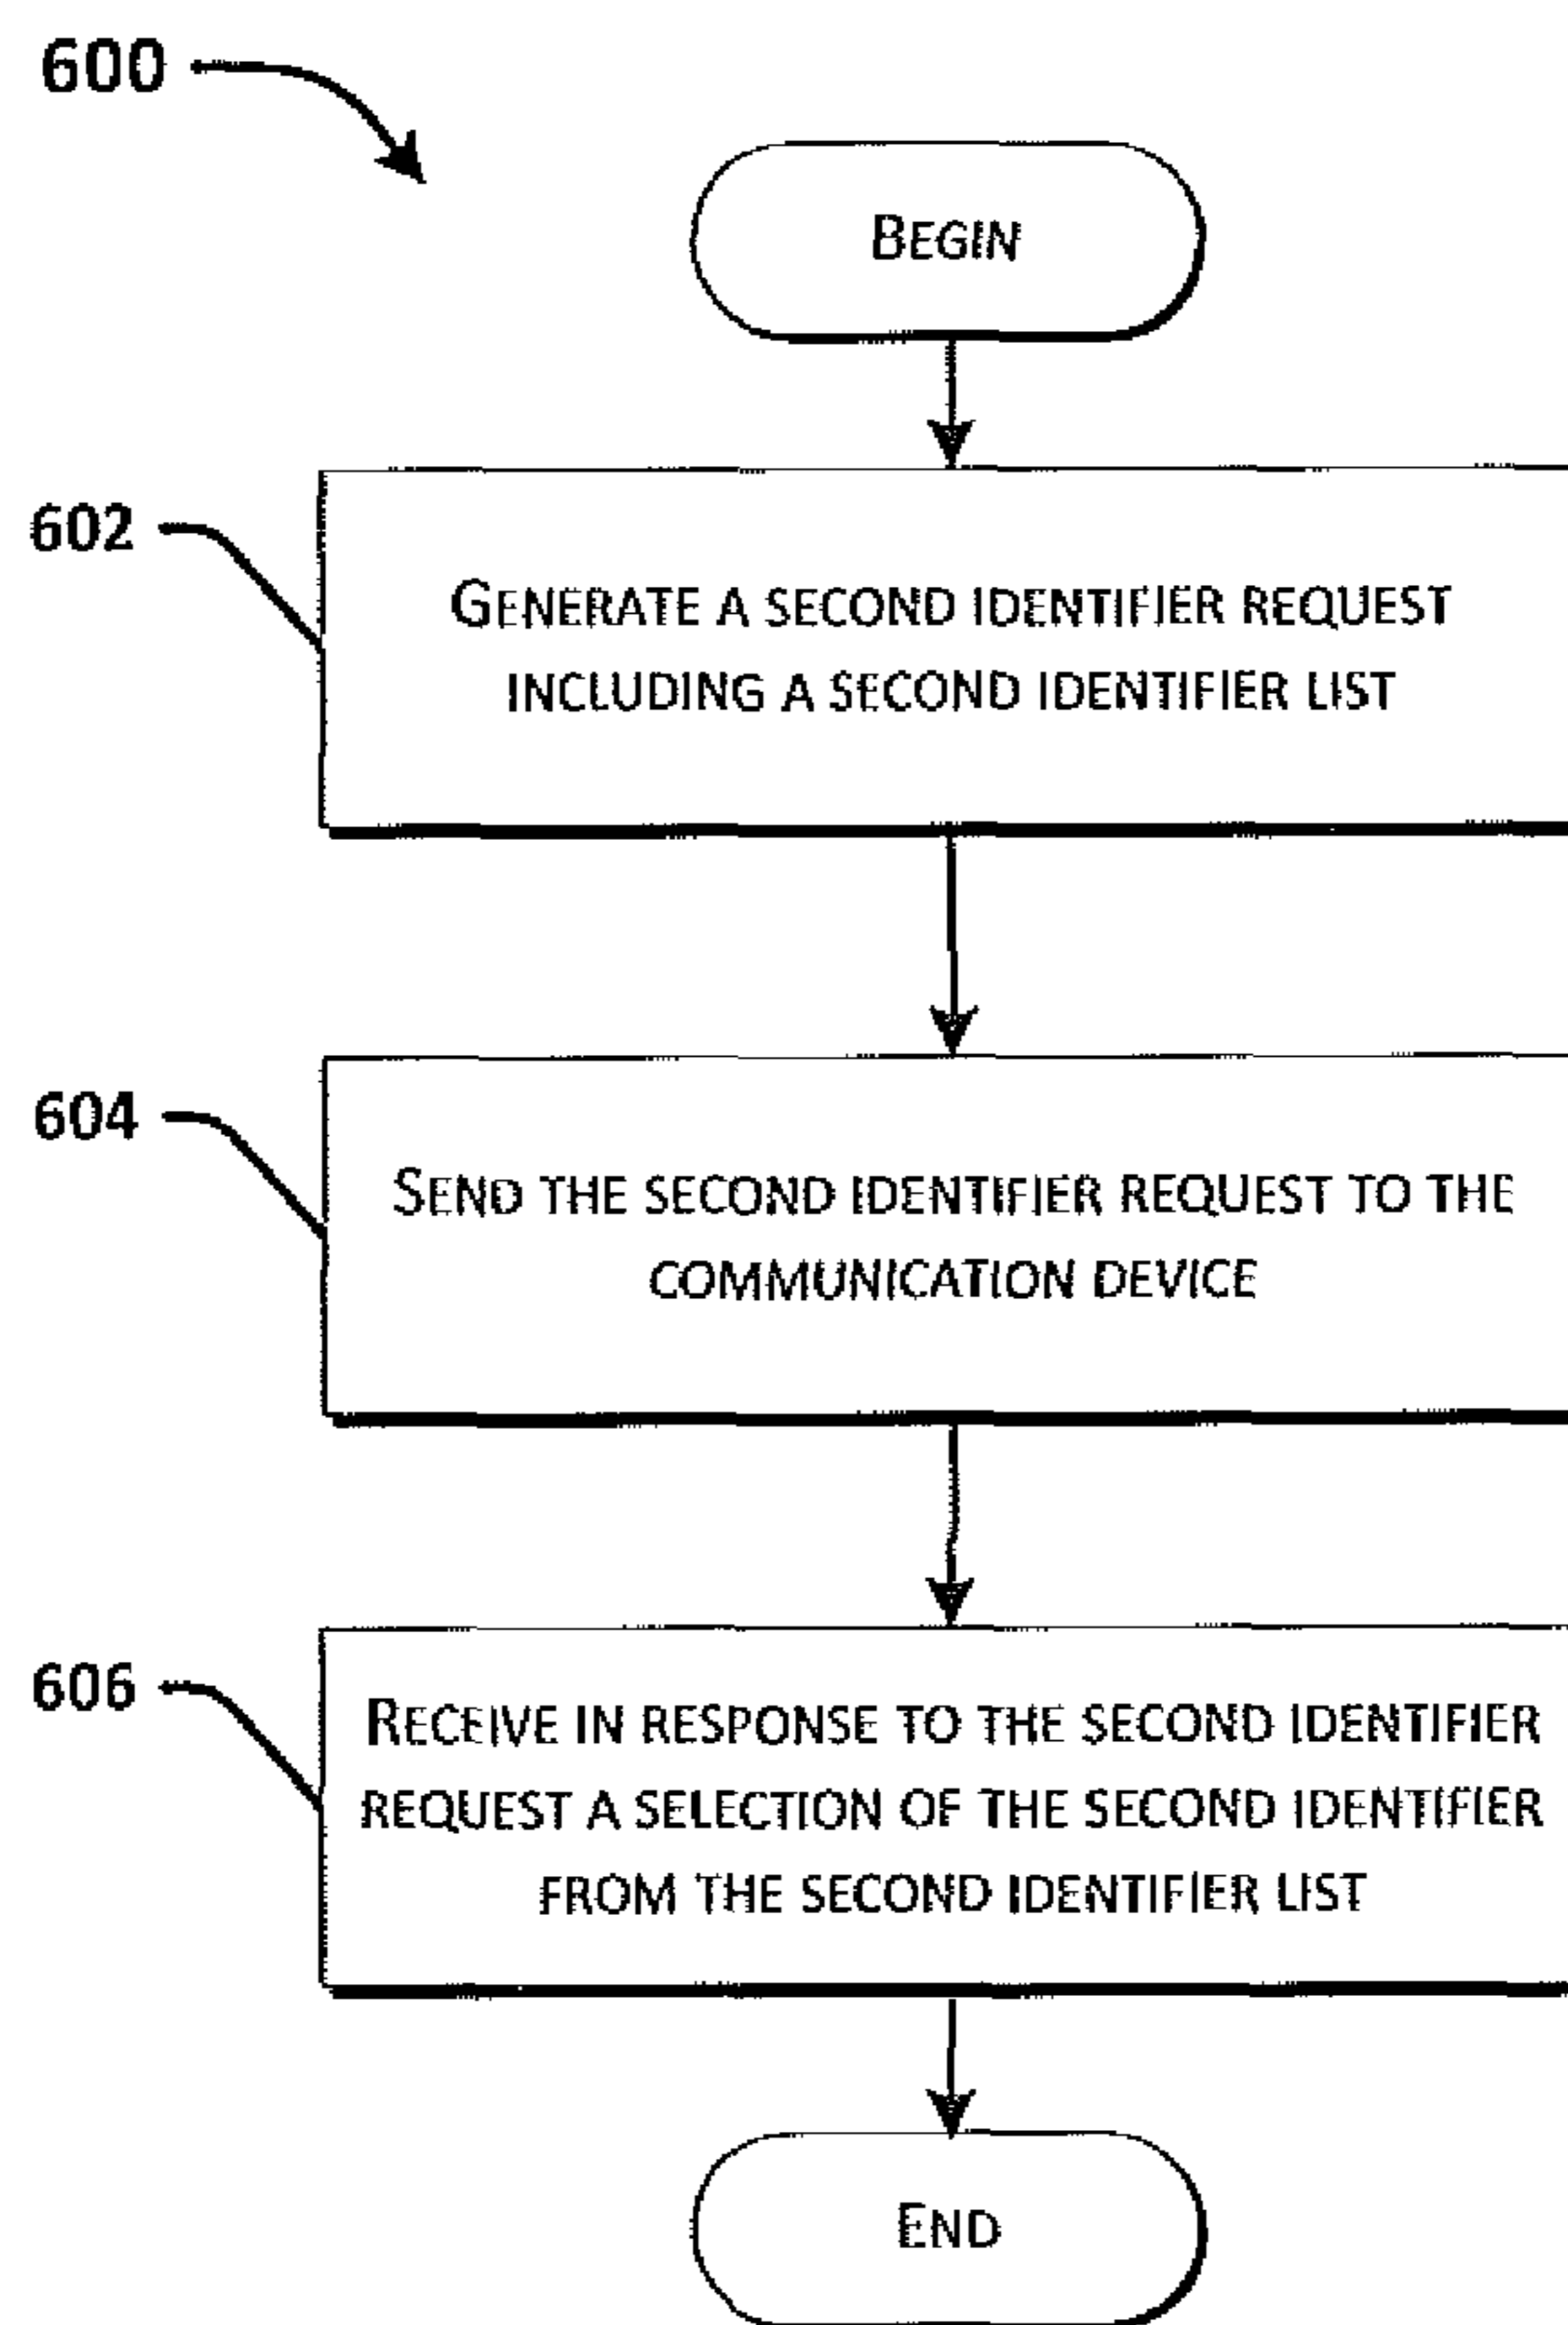 600
BEGIN
602
GENERATE A SECOND IDENTIFIER REQUEST
INCLUDING A SECOND IDENTIFIER LIST
604
SEND THE SECOND IDENTIFIER REQUEST TO THE
COMMUNICATION DEVICE
606
RECEIVE IN RESPONSE TO THE SECOND IDENTIFIER
REQUEST A SELECTION OF THE SECOND IDENTIFIER
FROM THE SECOND IDENTIFIER LIST
END